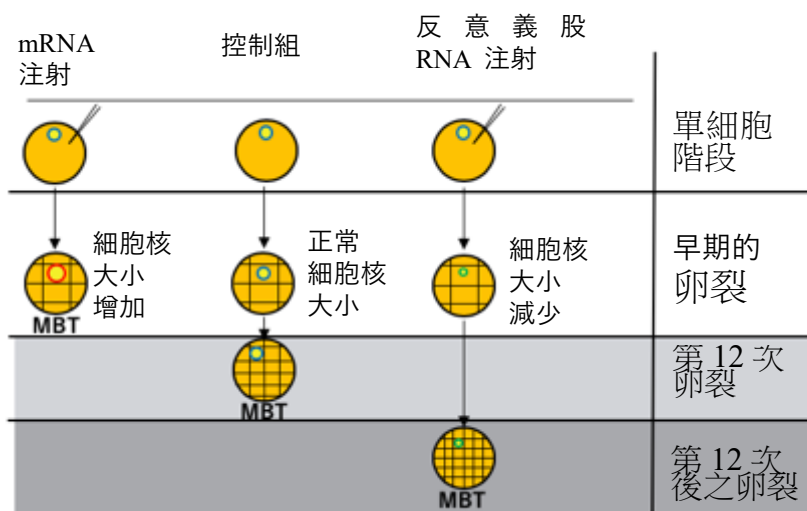 mRNA
注射
控制組
反意義股
RNA 注射
單細胞
階段
細胞核
大小
增加
正常
細胞核
大小
細胞核
大小
減少
早期的
卵裂
MBT
第 12 次
卵裂
MBT
第 12 次
後之卵裂
MBT